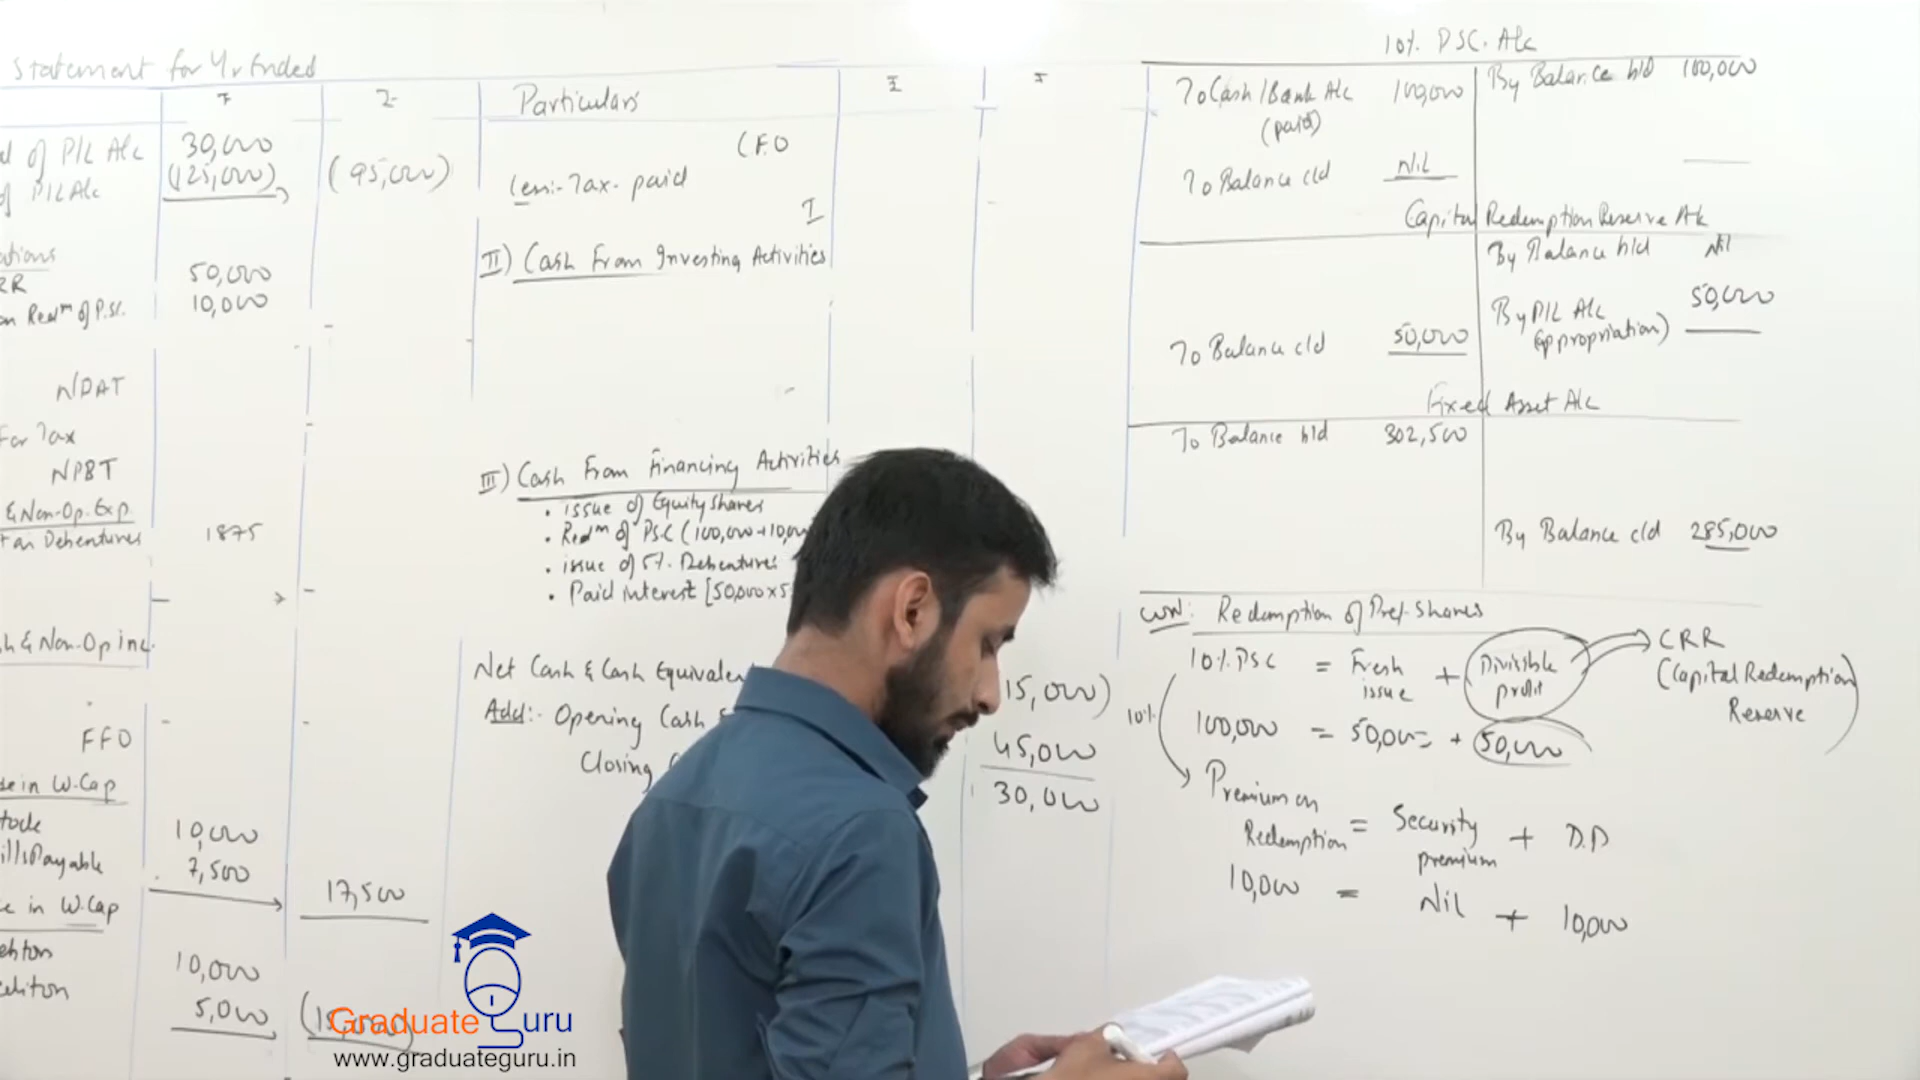 Statement for Yr Ended
₹ ₹
of P/L A/c 30,000
of P/L A/c (125,000) (95,000)
50,000
on Redᵐ of P.S.C. 10,000
NPAT
For Tax
NPBT
& Non-Op. Exp
on Debentures 1875
& Non-Op inc.
FFO
in W.Cap
10,000
Bills Payable 7,500 17,500
in W.Cap
10,000
5,000
Particulars ₹ ₹
CFO
Less:- Tax paid
I
II) Cash From Investing Activities
III) Cash From Financing Activities
• issue of Equity shares
• Redᵐ of PSC (100,000+10,000
• issue of 5% Debentures
• Paid interest [50,000×5
Net Cash & Cash Equivalen 15,000)
Add:- Opening Cash 45,000
Closing 30,000
10% PSC. A/c
To Cash/Bank A/c 100,000 By Balance b/d 100,000
(paid)
To Balance c/d Nil
Capital Redemption Reserve A/c
By Balance b/d Nil
By P/L A/c 50,000
(appropriation)
To Balance c/d 50,000
Fixed Asset A/c
To Balance b/d 302,500
By Balance c/d 285,000
WN: Redemption of Pref. Shares
10% PSC = Fresh issue + Divisible profit CRR
(Capital Redemption Reserve)
10%
100,000 = 50,000 + 50,000
Premium on Redemption = Security premium + D.P
10,000 = Nil + 10,000
Graduate Guru
www.graduateguru.in